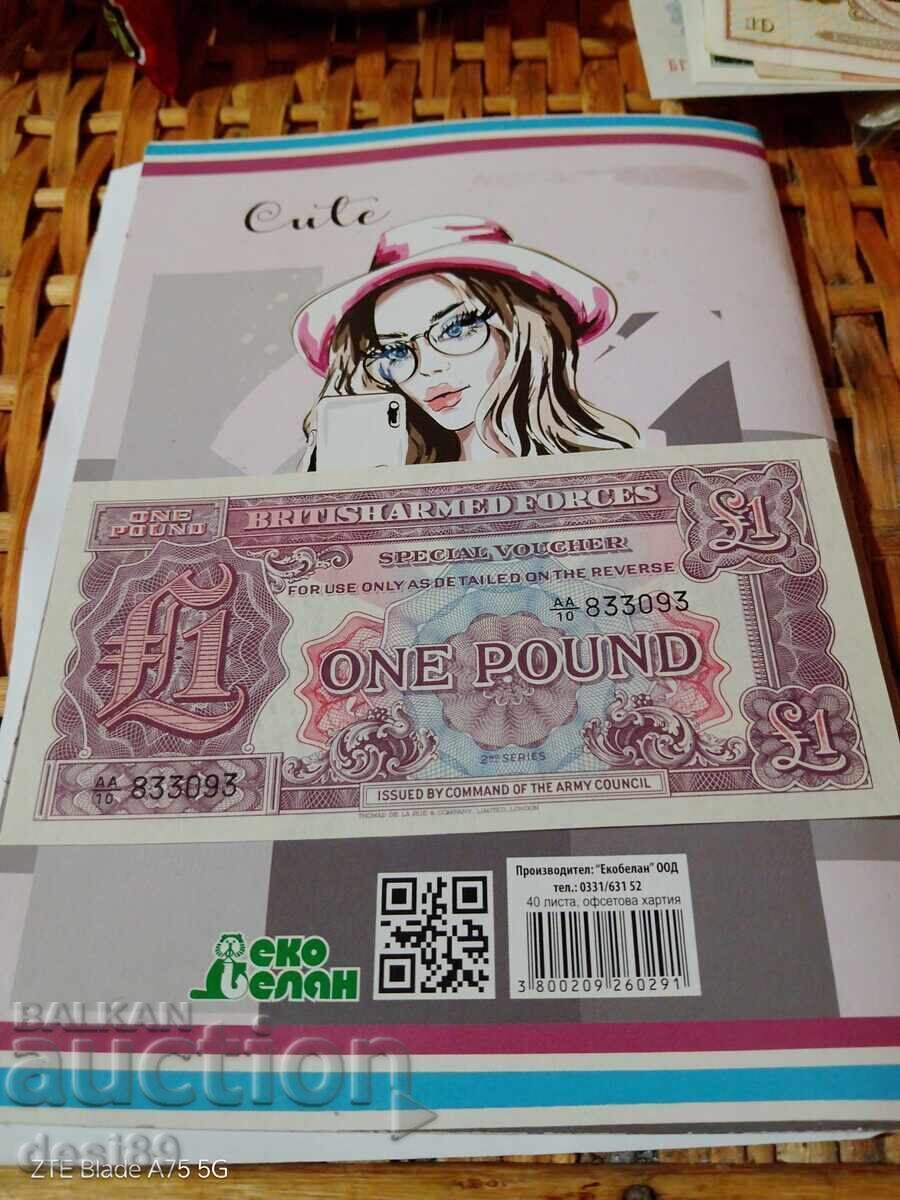 Cute
ONE POUND
BRITISH ARMED FORCES
£1
SPECIAL VOUCHER
FOR USE ONLY AS DETAILED ON THE REVERSE
AA/10 833093
£1
ONE POUND
£1
2ND SERIES
AA/10 833093
ISSUED BY COMMAND OF THE ARMY COUNCIL
THOMAS DE LA RUE & COMPANY, LIMITED, LONDON
Производител: "Екобелан" ООД
тел.: 0331/631 52
40 листа, офсетова хартия
3 800209 260291
еко
Белан
BALKAN
auction
desi89
ZTE Blade A75 5G